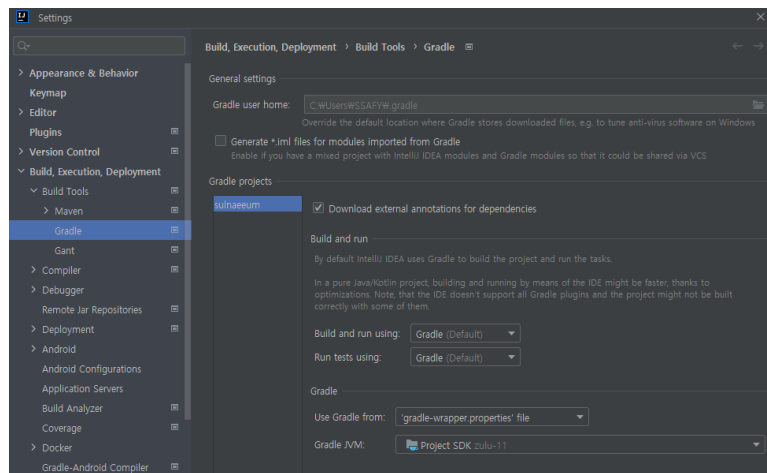 Settings
Build, Execution, Deployment > Build Tools > Gradle
> Appearance & Behavior
Keymap
> Editor
Plugins
> Version Control
Build, Execution, Deployment
Build Tools
> Maven
Gradle
Gant
> Compiler
> Debugger
Remote Jar Repositories
> Deployment
> Android
Android Configurations
Application Servers
Build Analyzer
Coverage
> Docker
Gradle-Android Compiler
General settings
Gradle user home: C:₩Users₩SSAFY₩.gradle
Override the default location where Gradle stores downloaded files, e.g. to tune anti-virus software on Windows
Generate *.iml files for modules imported from Gradle
Enable if you have a mixed project with IntelliJ IDEA modules and Gradle modules so that it could be shared via VCS
Gradle projects
suinaeeum
Download external annotations for dependencies
Build and run
By default IntelliJ IDEA uses Gradle to build the project and run the tasks.
In a pure Java/Kotlin project, building and running by means of the IDE might be faster, thanks to
optimizations. Note, that the IDE doesn't support all Gradle plugins and the project might not be built
correctly with some of them.
Build and run using: Gradle (Default)
Run tests using: Gradle (Default)
Gradle
Use Gradle from: 'gradle-wrapper.properties' file
Gradle JVM: Project SDK zulu-11